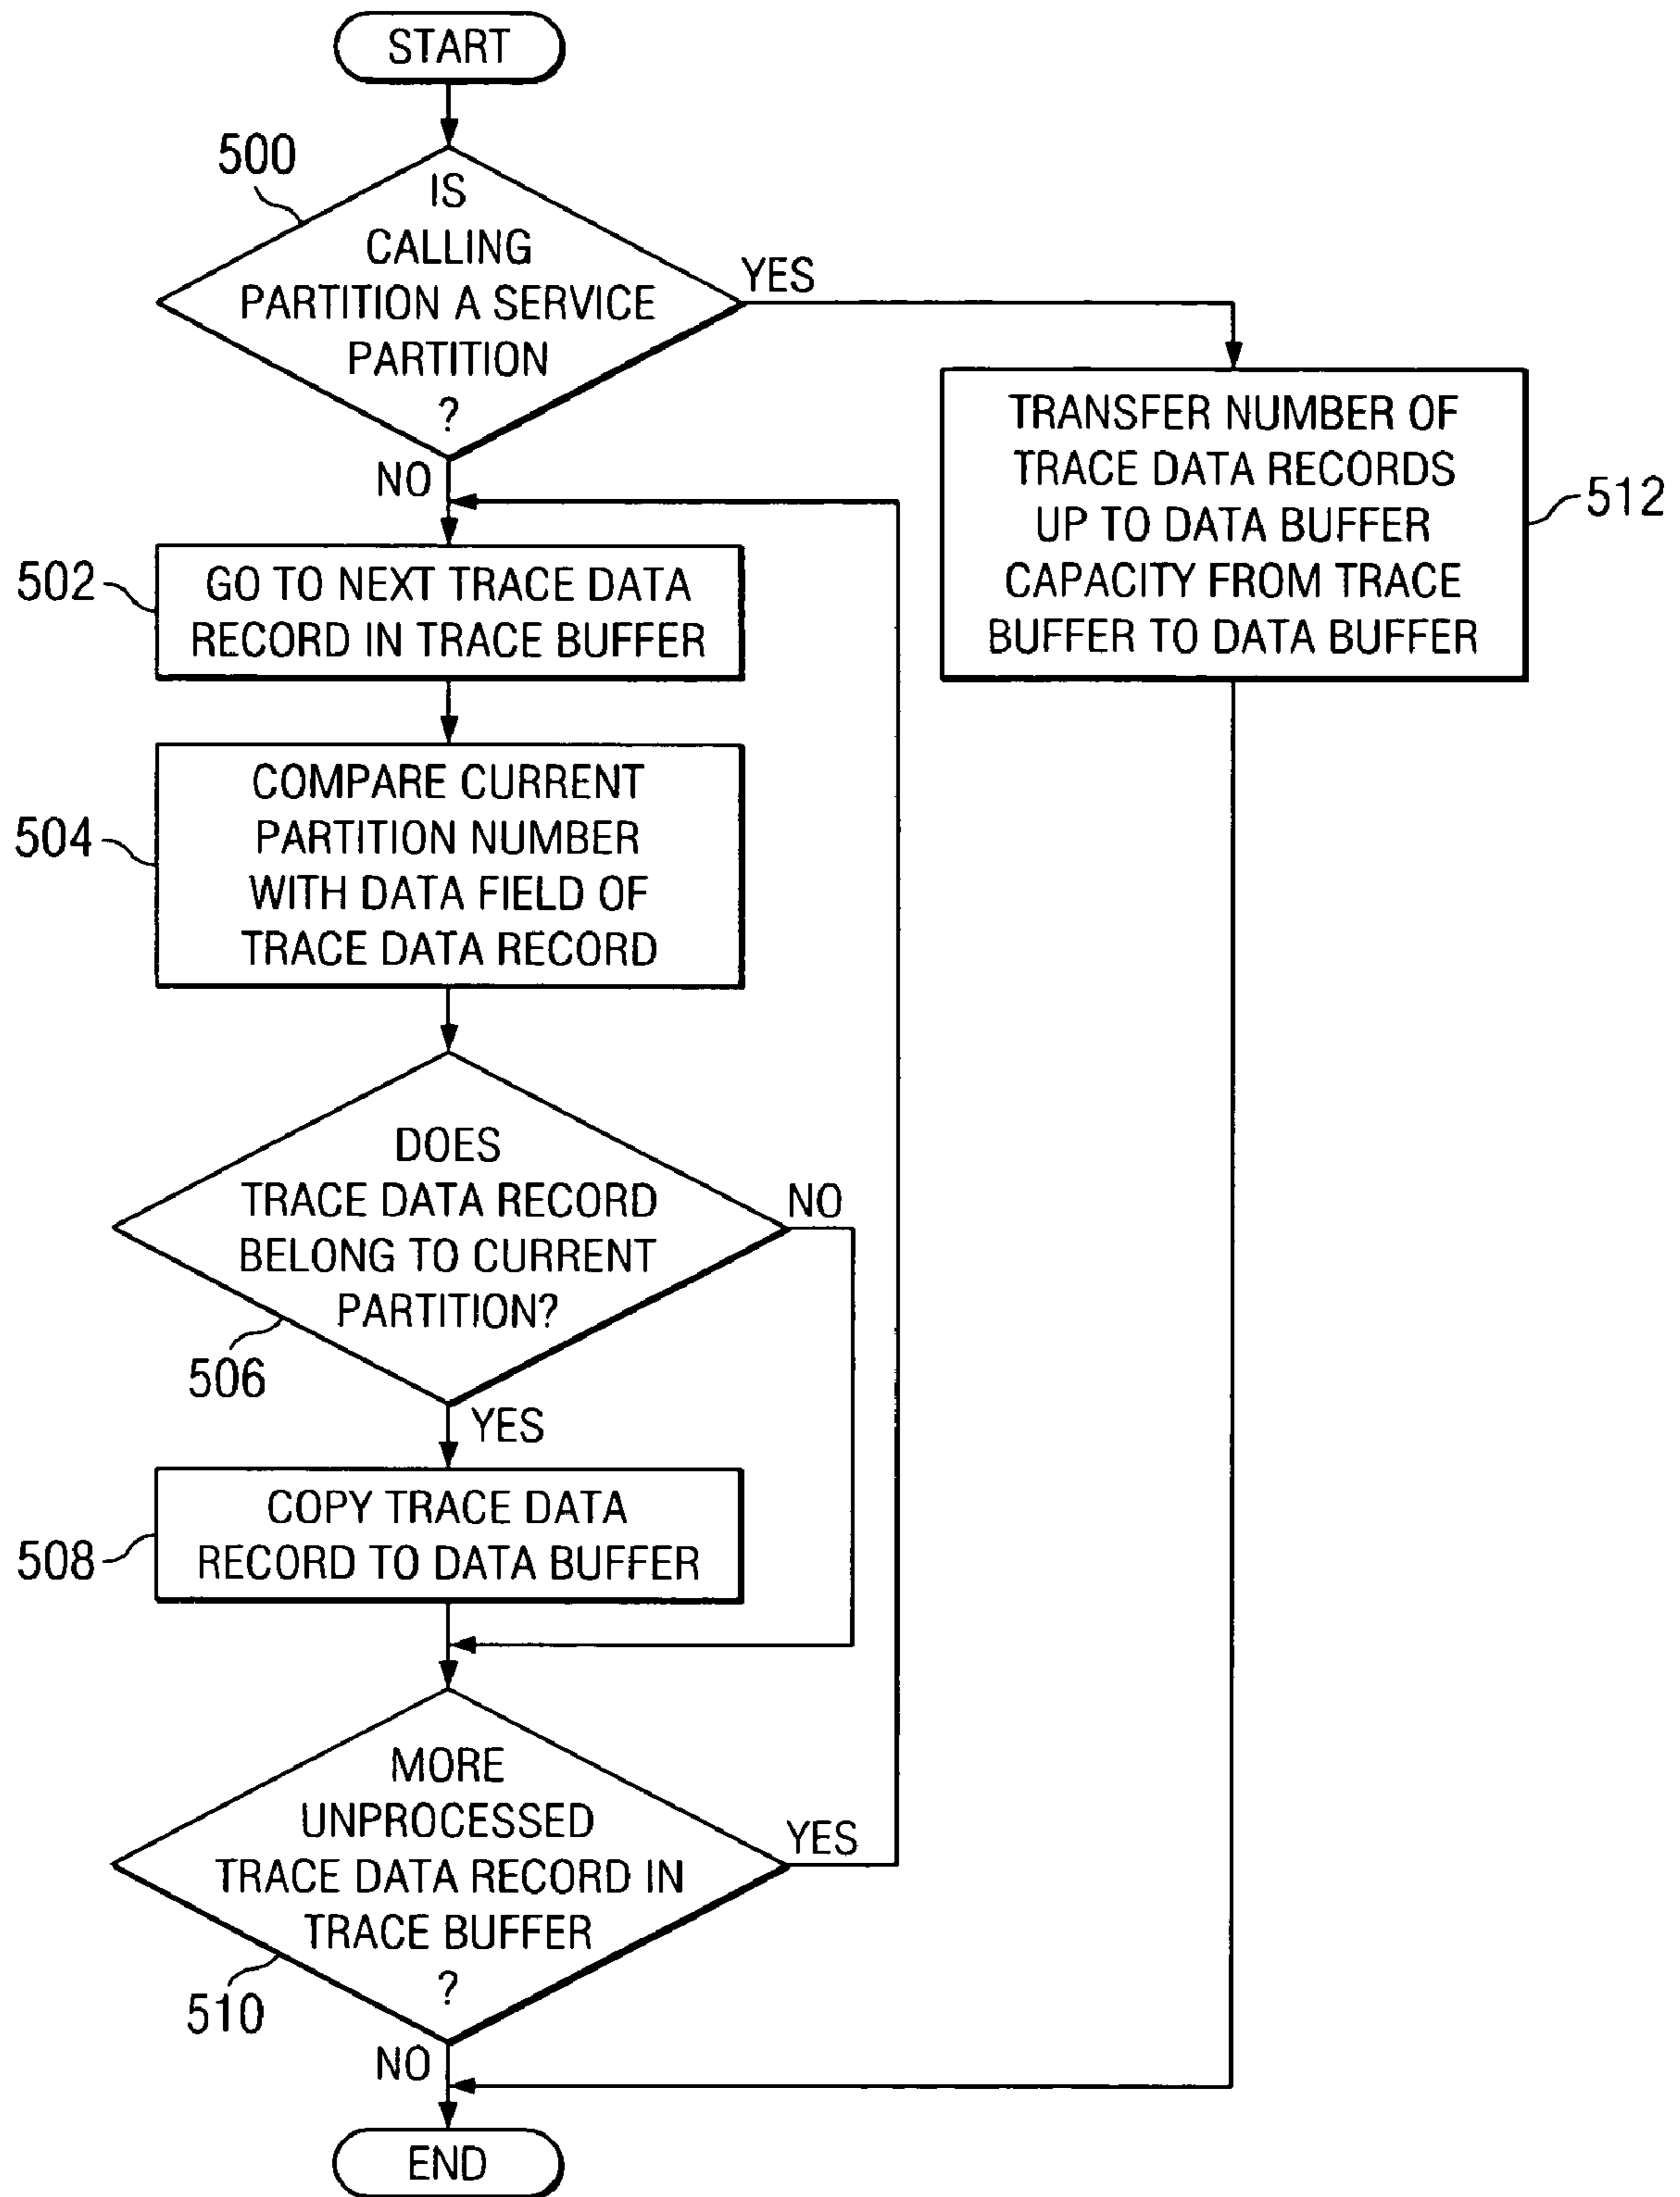 START
500
IS
CALLING
PARTITION A SERVICE
PARTITION
?
YES
NO
TRANSFER NUMBER OF
TRACE DATA RECORDS
UP TO DATA BUFFER
CAPACITY FROM TRACE
BUFFER TO DATA BUFFER
512
502
GO TO NEXT TRACE DATA
RECORD IN TRACE BUFFER
504
COMPARE CURRENT
PARTITION NUMBER
WITH DATA FIELD OF
TRACE DATA RECORD
DOES
TRACE DATA RECORD
BELONG TO CURRENT
PARTITION?
NO
506
YES
508
COPY TRACE DATA
RECORD TO DATA BUFFER
MORE
UNPROCESSED
TRACE DATA RECORD IN
TRACE BUFFER
?
YES
510
NO
END